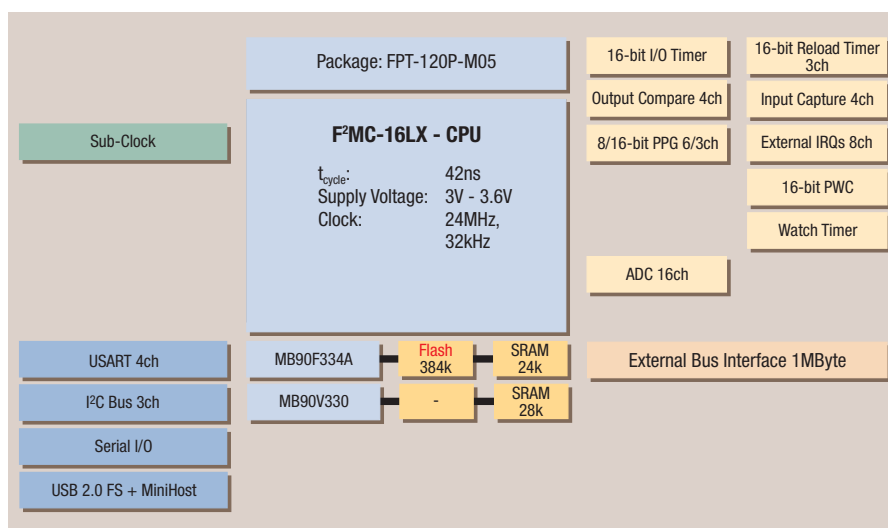 Package: FPT-120P-M05
16-bit I/O Timer
16-bit Reload Timer
3ch
Output Compare 4ch
Input Capture 4ch
Sub-Clock
F²MC-16LX - CPU
8/16-bit PPG 6/3ch
External IRQs 8ch
tcycle: 42ns
Supply Voltage: 3V - 3.6V
Clock: 24MHz,
32kHz
16-bit PWC
Watch Timer
ADC 16ch
USART 4ch
MB90F334A
Flash
384k
SRAM
24k
External Bus Interface 1MByte
I²C Bus 3ch
MB90V330
-
SRAM
28k
Serial I/O
USB 2.0 FS + MiniHost